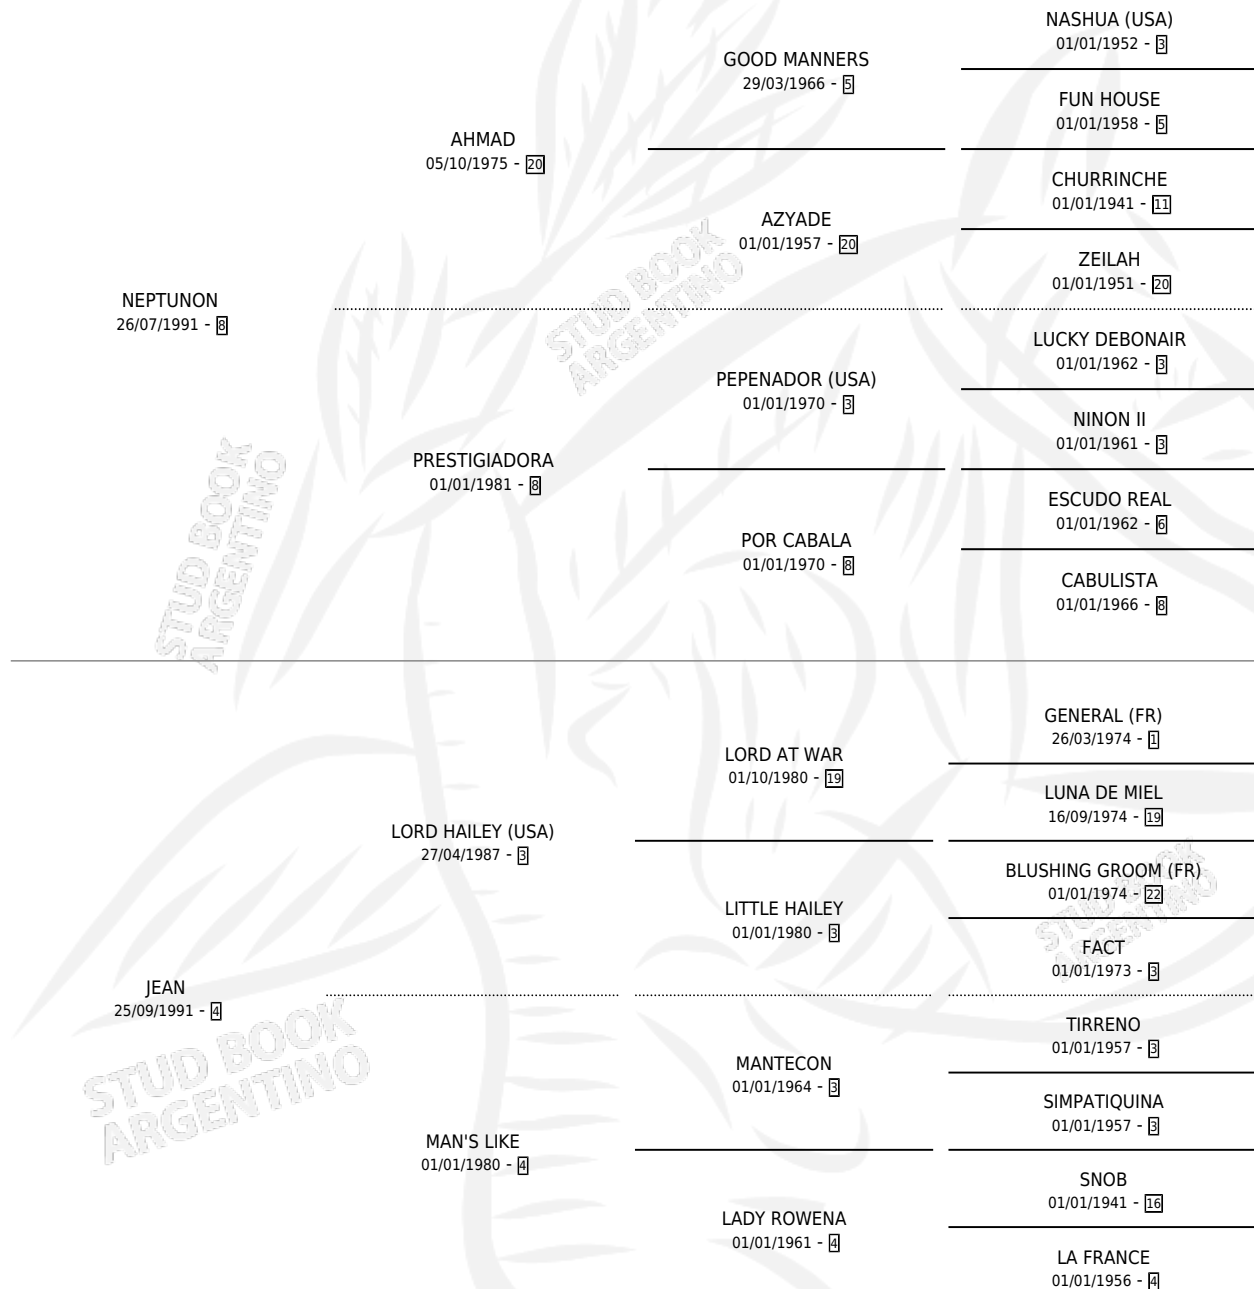 NASHUA (USA)
01/01/1952 - 3
GOOD MANNERS
29/03/1966 - 5
FUN HOUSE
01/01/1958 - 5
AHMAD
05/10/1975 - 20
CHURRINCHE
01/01/1941 - 11
AZYADE
01/01/1957 - 20
ZEILAH
01/01/1951 - 20
NEPTUNON
26/07/1991 - 8
STUD BOOK
ARGENTINO
LUCKY DEBONAIR
01/01/1962 - 3
PEPENADOR (USA)
01/01/1970 - 3
NINON II
01/01/1961 - 3
PRESTIGIADORA
01/01/1981 - 8
ESCUDO REAL
01/01/1962 - 6
POR CABALA
01/01/1970 - 8
CABULISTA
01/01/1966 - 8
STUD BOOK
ARGENTINO
GENERAL (FR)
26/03/1974 - 1
LORD AT WAR
01/10/1980 - 19
LUNA DE MIEL
16/09/1974 - 19
LORD HAILEY (USA)
27/04/1987 - 3
BLUSHING GROOM (FR)
01/01/1974 - 22
LITTLE HAILEY
01/01/1980 - 3
STUD BOOK
ARGENTINO
FACT
01/01/1973 - 3
JEAN
25/09/1991 - 4
STUD BOOK
ARGENTINO
TIRRENO
01/01/1957 - 3
MANTECON
01/01/1964 - 3
SIMPATIQUINA
01/01/1957 - 3
MAN'S LIKE
01/01/1980 - 4
SNOB
01/01/1941 - 16
LADY ROWENA
01/01/1961 - 4
LA FRANCE
01/01/1956 - 4